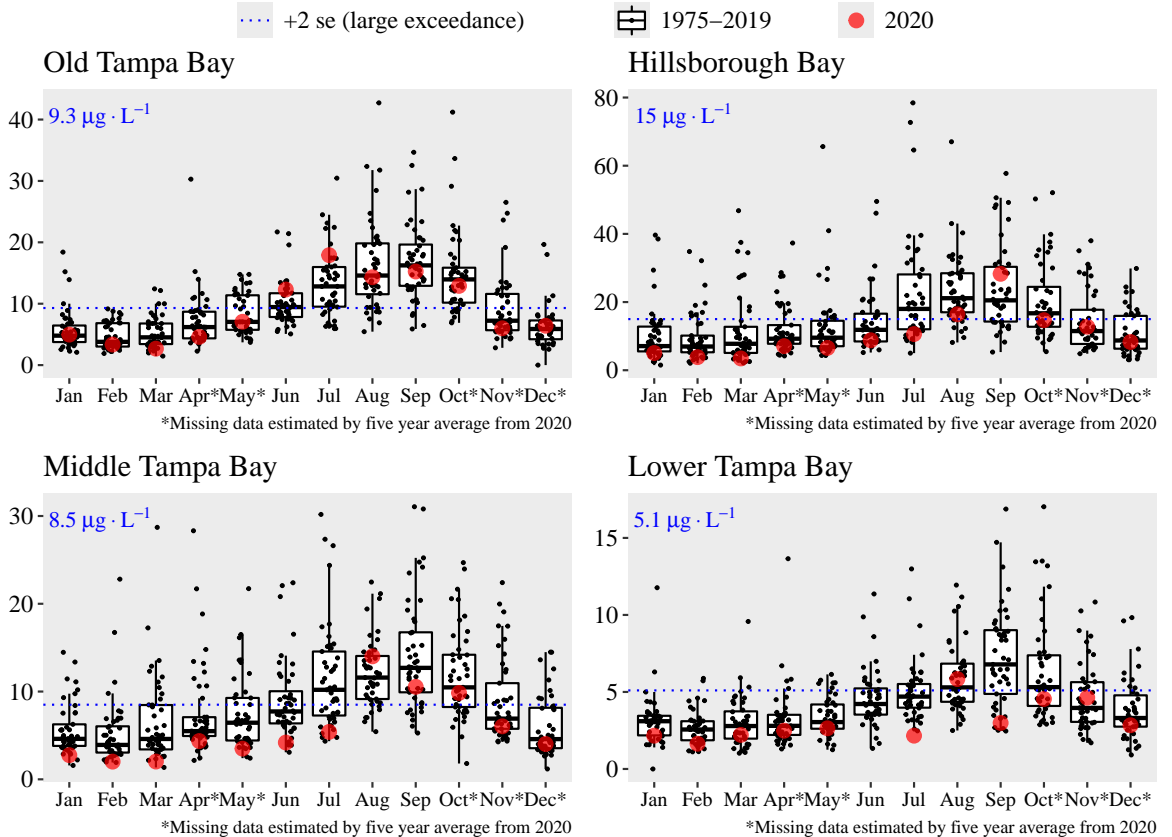 +2 se (large exceedance) 1975−2019 2020
Old Tampa Bay
9.3 μg · L⁻¹
40
30
20
10
0
Jan Feb Mar Apr* May* Jun Jul Aug Sep Oct* Nov* Dec*
*Missing data estimated by five year average from 2020
Hillsborough Bay
15 μg · L⁻¹
80
60
40
20
0
Jan Feb Mar Apr* May* Jun Jul Aug Sep Oct* Nov* Dec*
*Missing data estimated by five year average from 2020
Middle Tampa Bay
8.5 μg · L⁻¹
30
20
10
0
Jan Feb Mar Apr* May* Jun Jul Aug Sep Oct* Nov* Dec*
*Missing data estimated by five year average from 2020
Lower Tampa Bay
5.1 μg · L⁻¹
15
10
5
0
Jan Feb Mar Apr* May* Jun Jul Aug Sep Oct* Nov* Dec*
*Missing data estimated by five year average from 2020